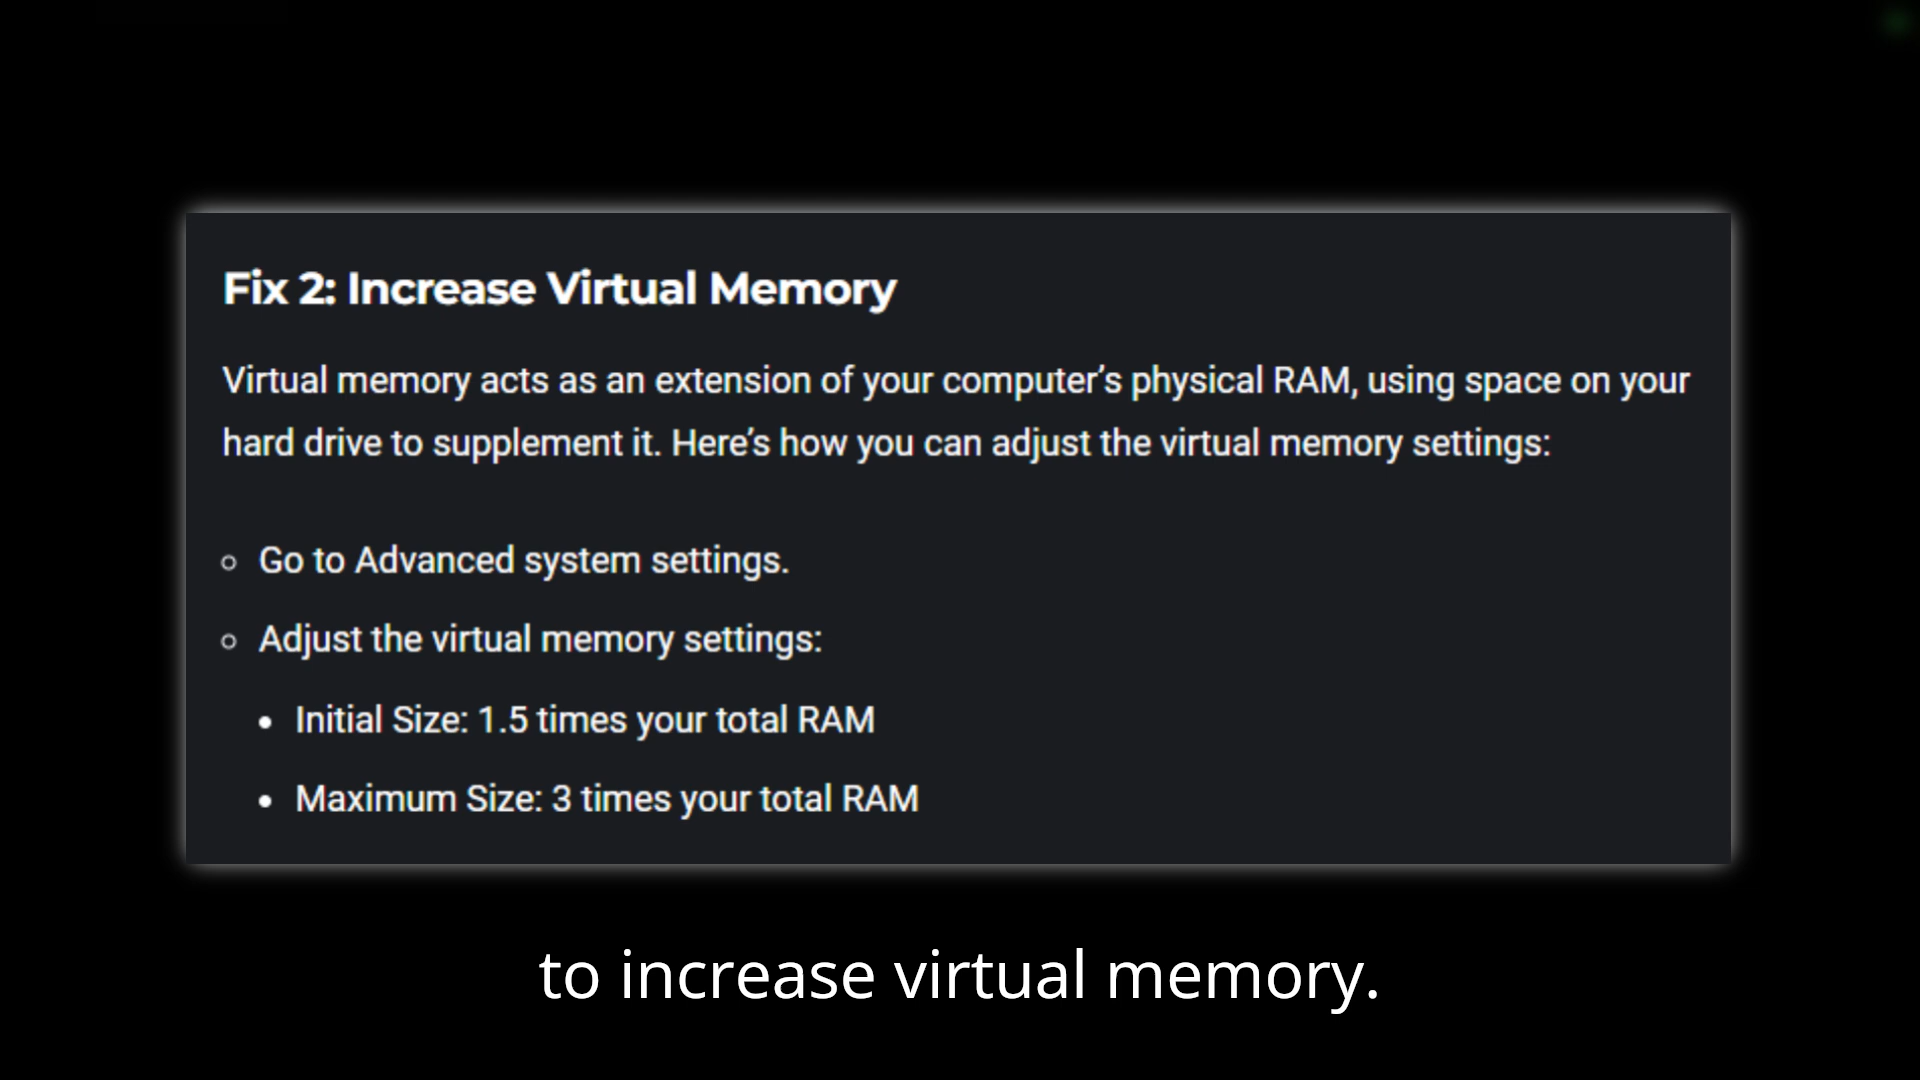 Fix 2: Increase Virtual Memory
Virtual memory acts as an extension of your computer’s physical RAM, using space on your
hard drive to supplement it. Here’s how you can adjust the virtual memory settings:
Go to Advanced system settings.
Adjust the virtual memory settings:
Initial Size: 1.5 times your total RAM
Maximum Size: 3 times your total RAM
to increase virtual memory.